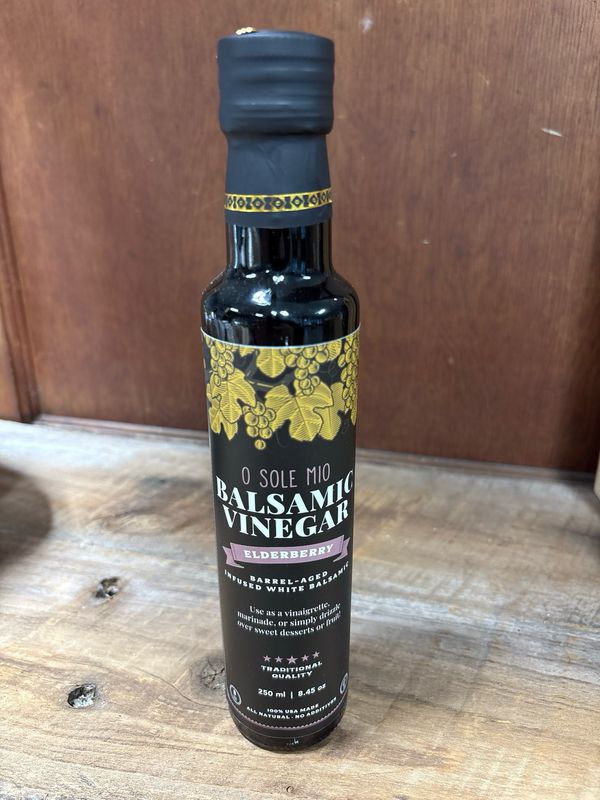 O SOLE MIO
BALSAMIC
VINEGAR
ELDERBERRY
BARREL-AGED
INFUSED WHITE BALSAMIC
Use as a vinaigrette,
marinade, or simply drizzle
over sweet desserts or fruit!
TRADITIONAL
QUALITY
250 ml | 8.45 oz
100% USA MADE
ALL NATURAL - NO ADDITIVES